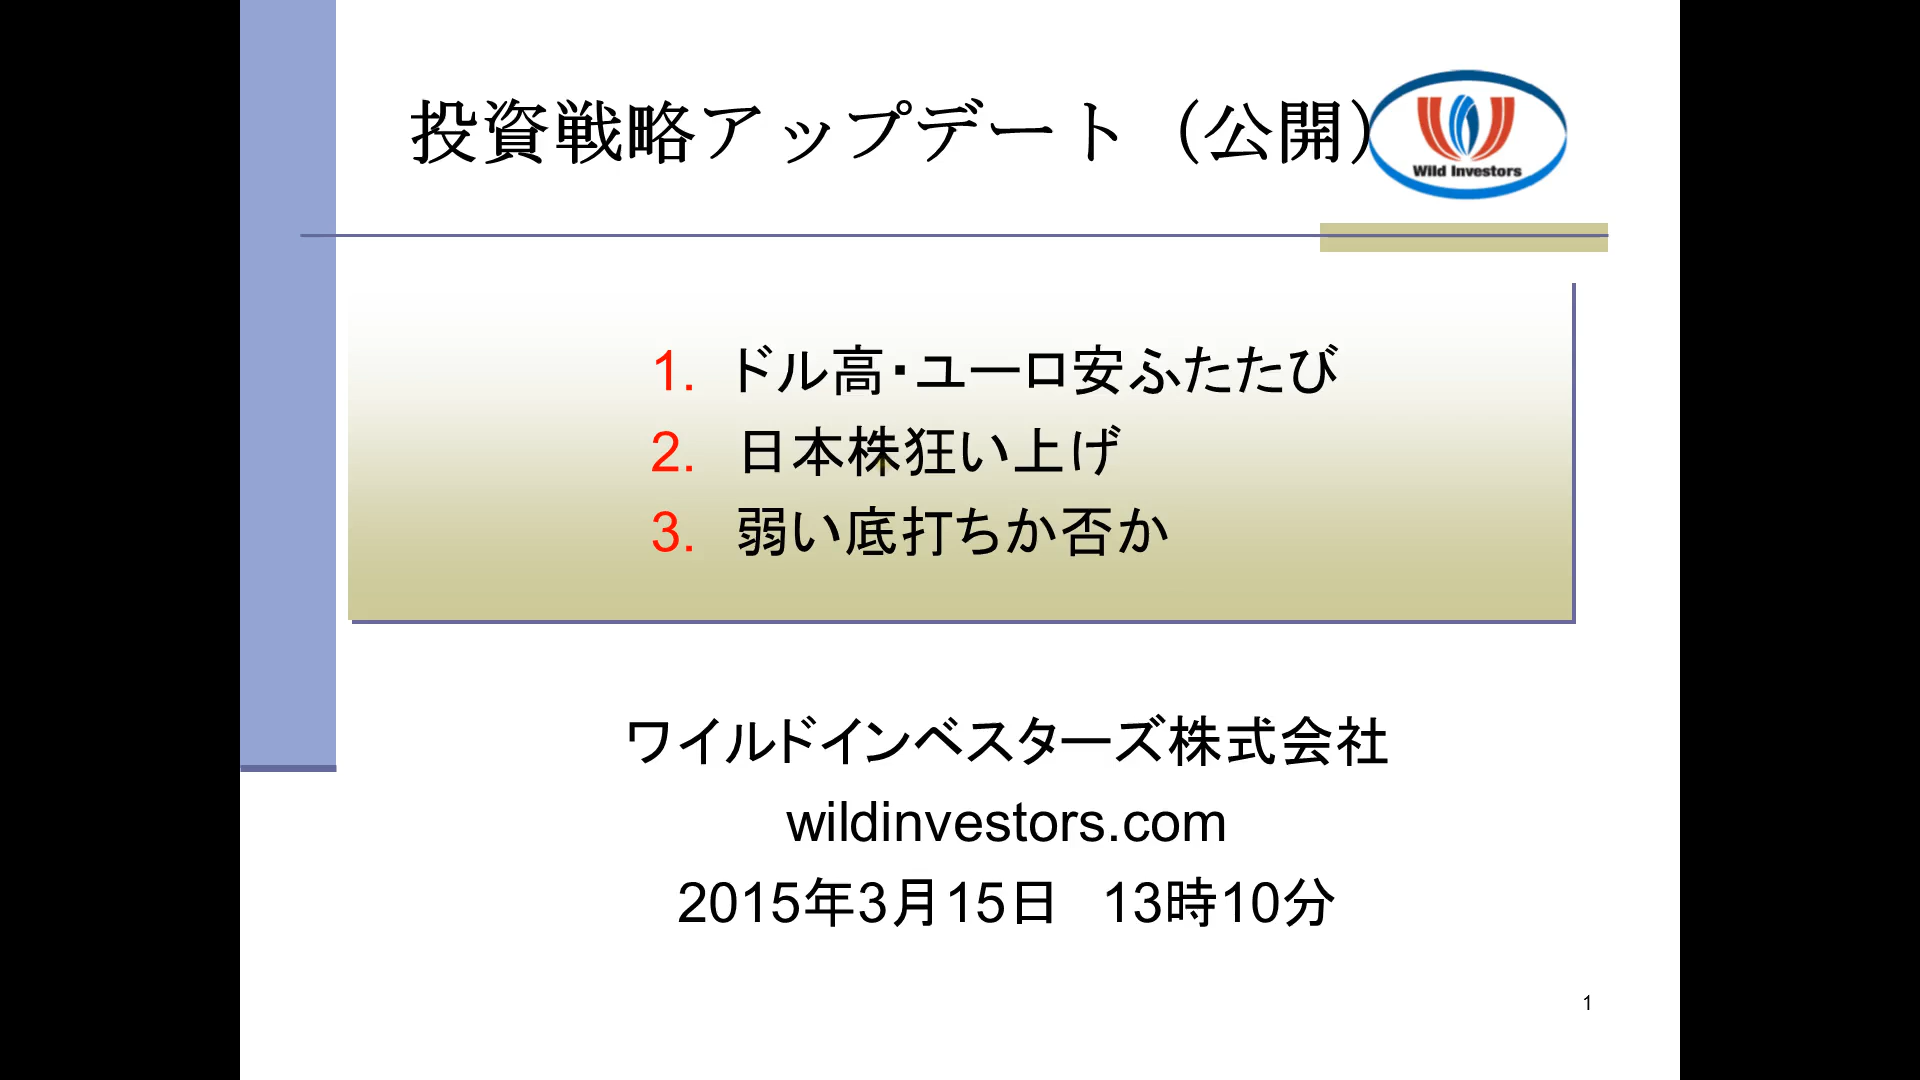 投資戦略アップデート（公開）
Wild Investors
1. ドル高・ユーロ安ふたたび
2. 日本株狂い上げ
3. 弱い底打ちか否か
ワイルドインベスターズ株式会社
wildinvestors.com
2015年3月15日　13時10分
1